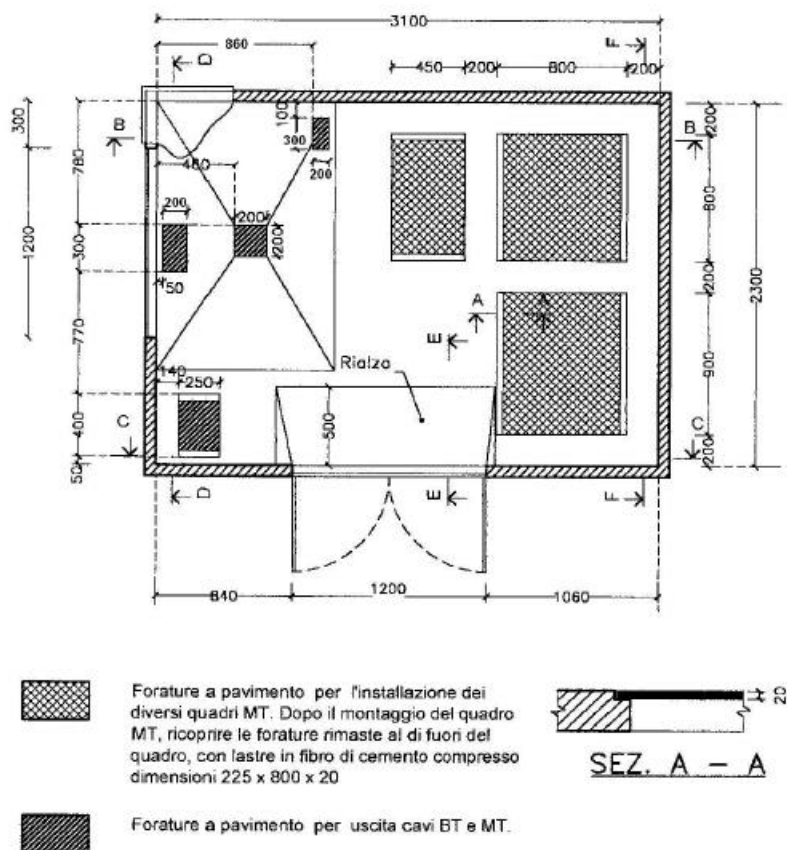 3100
860
D
F
450
200
800
200
300
B
100
300
B
200
460
200
780
200
200
800
200
300
1200
50
A
A
200
2300
770
E
Rialzo
140
250
900
C
400
500
C
50
200
D
E
F
840
1200
1060
Forature a pavimento per l'installazione dei
diversi quadri MT. Dopo il montaggio del quadro
MT, ricoprire le forature rimaste al di fuori del
quadro, con lastre in fibro di cemento compresso
dimensioni 225 x 800 x 20
20
SEZ. A - A
Forature a pavimento per uscita cavi BT e MT.